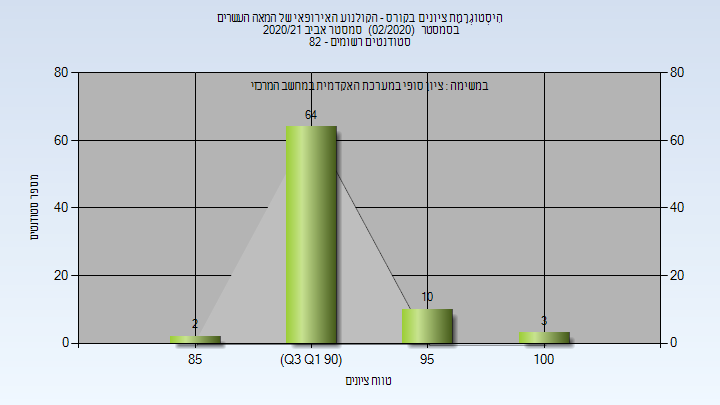 היסטוגרמת ציונים בקורס - הקולנוע האירופאי של המאה העשרים
בסמסטר (02/2020) סמסטר אביב 2020/21
סטודנטים רשומים - 82
במשימה : ציון סופי במערכת האקדמית במחשב המרכזי
80
80
64
60
60
מספר סטודנטים
40
40
20
20
10
3
2
0
0
85
(Q3 Q1 90)
95
100
טווח ציונים